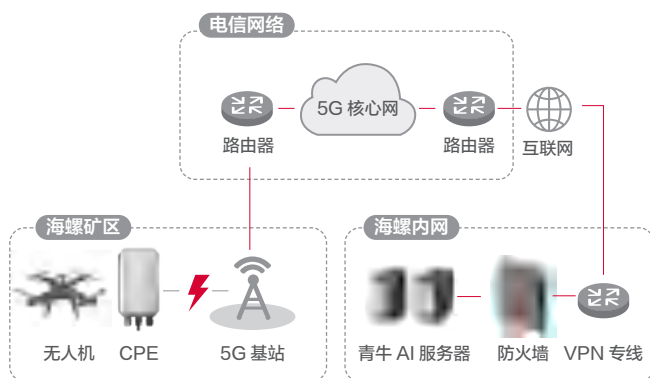 电信网络
5G 核心网
路由器
路由器
互联网
海螺矿区
海螺内网
无人机
CPE
5G 基站
青牛 AI 服务器
防火墙
VPN 专线